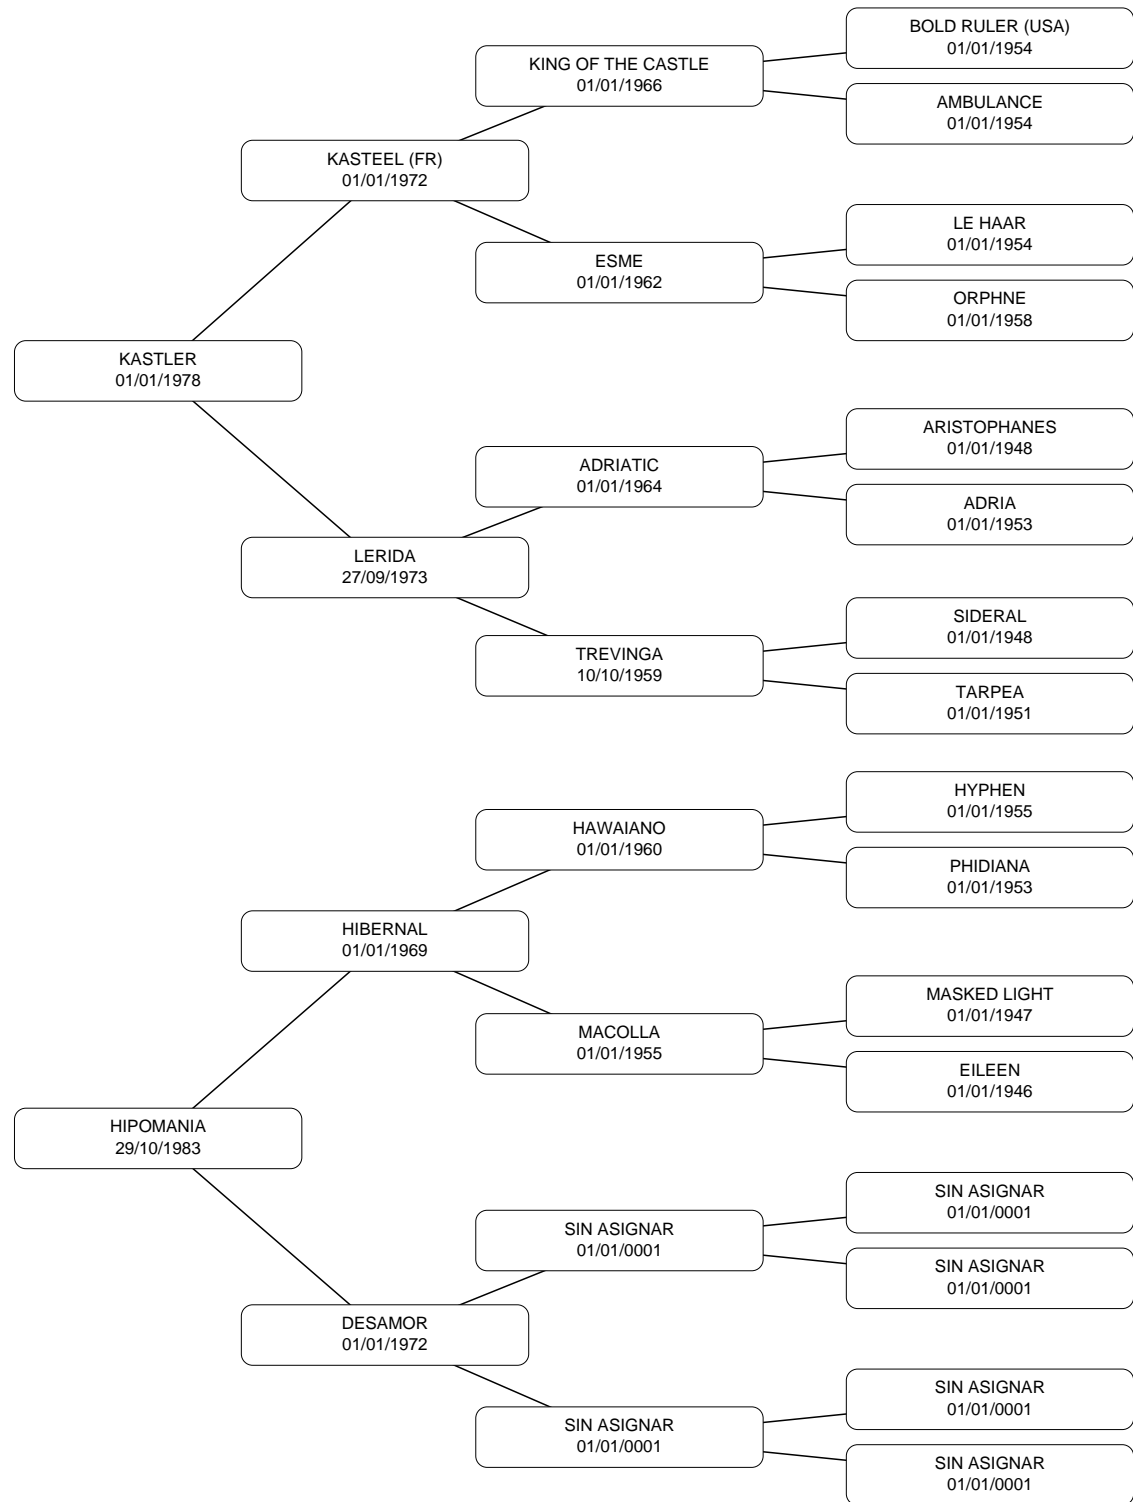 BOLD RULER (USA)
01/01/1954
KING OF THE CASTLE
01/01/1966
AMBULANCE
01/01/1954
KASTEEL (FR)
01/01/1972
LE HAAR
01/01/1954
ESME
01/01/1962
ORPHNE
01/01/1958
KASTLER
01/01/1978
ARISTOPHANES
01/01/1948
ADRIATIC
01/01/1964
ADRIA
01/01/1953
LERIDA
27/09/1973
SIDERAL
01/01/1948
TREVINGA
10/10/1959
TARPEA
01/01/1951
HYPHEN
01/01/1955
HAWAIANO
01/01/1960
PHIDIANA
01/01/1953
HIBERNAL
01/01/1969
MASKED LIGHT
01/01/1947
MACOLLA
01/01/1955
EILEEN
01/01/1946
HIPOMANIA
29/10/1983
SIN ASIGNAR
01/01/0001
SIN ASIGNAR
01/01/0001
SIN ASIGNAR
01/01/0001
DESAMOR
01/01/1972
SIN ASIGNAR
01/01/0001
SIN ASIGNAR
01/01/0001
SIN ASIGNAR
01/01/0001